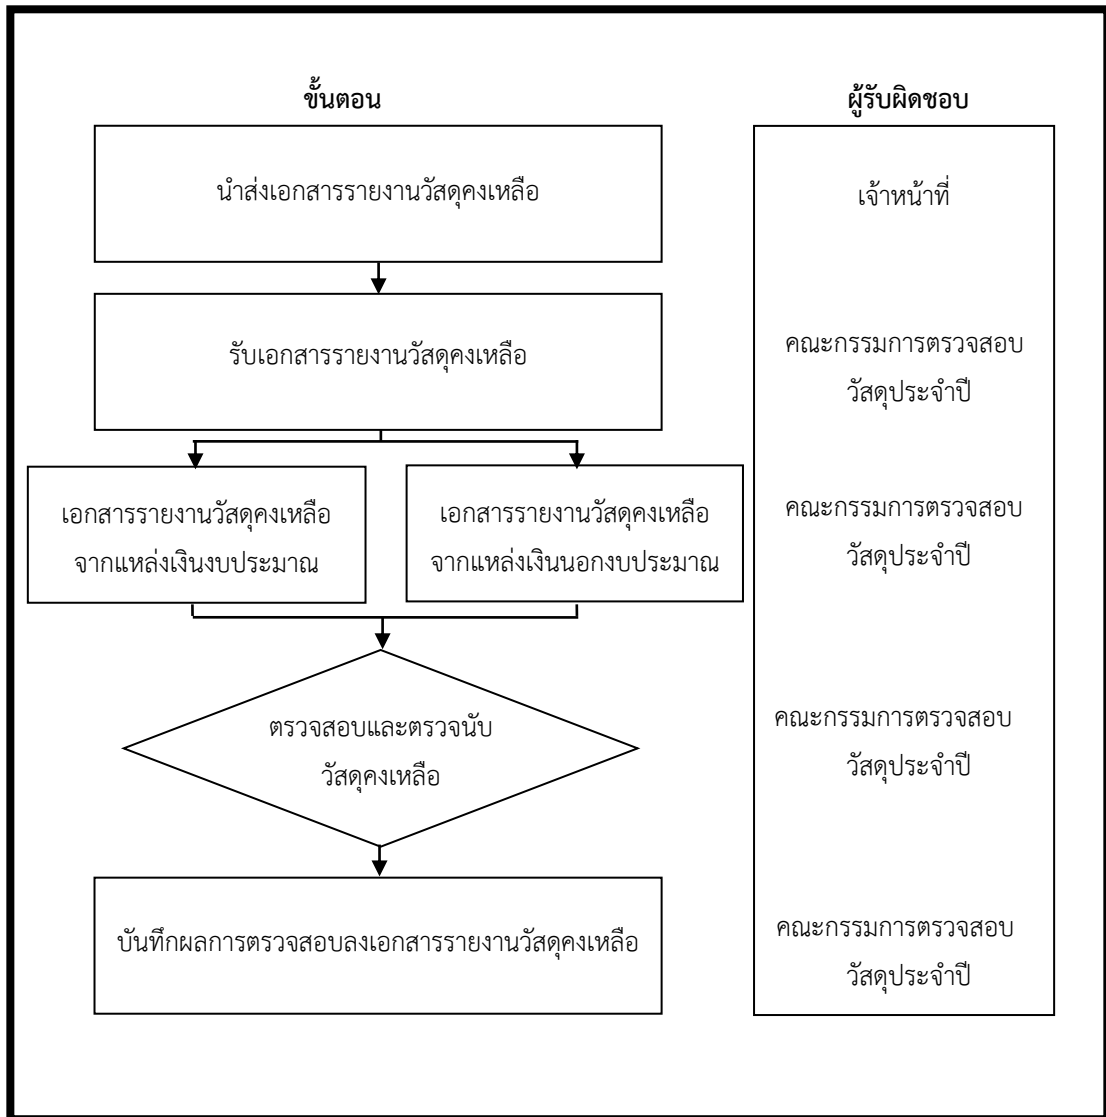 ขั้นตอน
ผู้รับผิดชอบ
นำส่งเอกสารรายงานวัสดุคงเหลือ
เจ้าหน้าที่
รับเอกสารรายงานวัสดุคงเหลือ
คณะกรรมการตรวจสอบ
วัสดุประจำปี
เอกสารรายงานวัสดุคงเหลือ
จากแหล่งเงินงบประมาณ
เอกสารรายงานวัสดุคงเหลือ
จากแหล่งเงินนอกงบประมาณ
คณะกรรมการตรวจสอบ
วัสดุประจำปี
ตรวจสอบและตรวจนับ
วัสดุคงเหลือ
คณะกรรมการตรวจสอบ
วัสดุประจำปี
บันทึกผลการตรวจสอบลงเอกสารรายงานวัสดุคงเหลือ
คณะกรรมการตรวจสอบ
วัสดุประจำปี